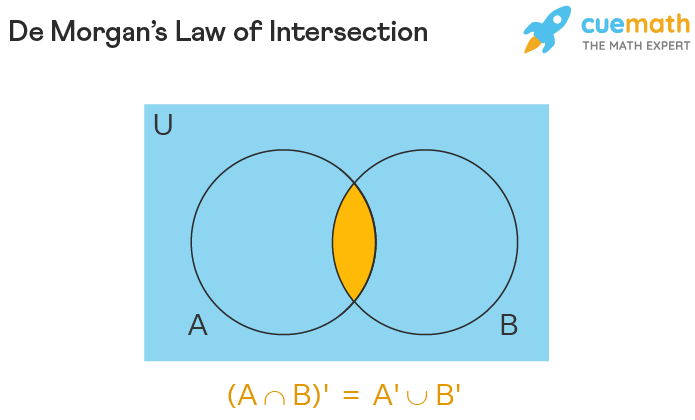 De Morgan's Law of Intersection
cuemath
THE MATH EXPERT
U
A
B
(A ∩ B)' = A' ∪ B'